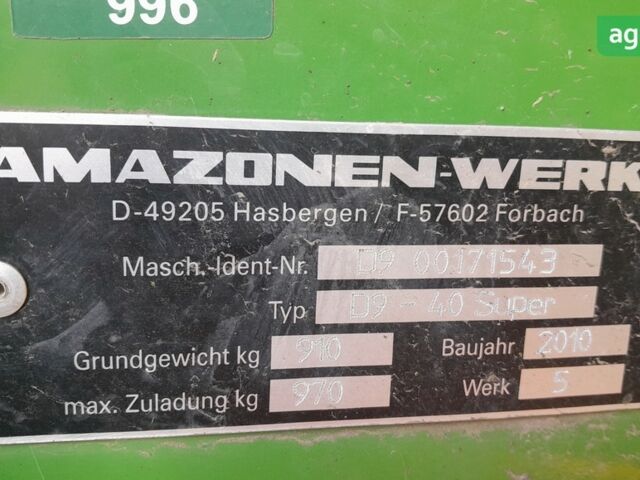 996
ag
AMAZONEN-WERK
D-49205 Hasbergen / F-57602 Forbach
Masch.-Ident-Nr. D9 00171543
Typ D9 - 40 Super
Grundgewicht kg 910 Baujahr 2010
max. Zuladung kg 970 Werk 5